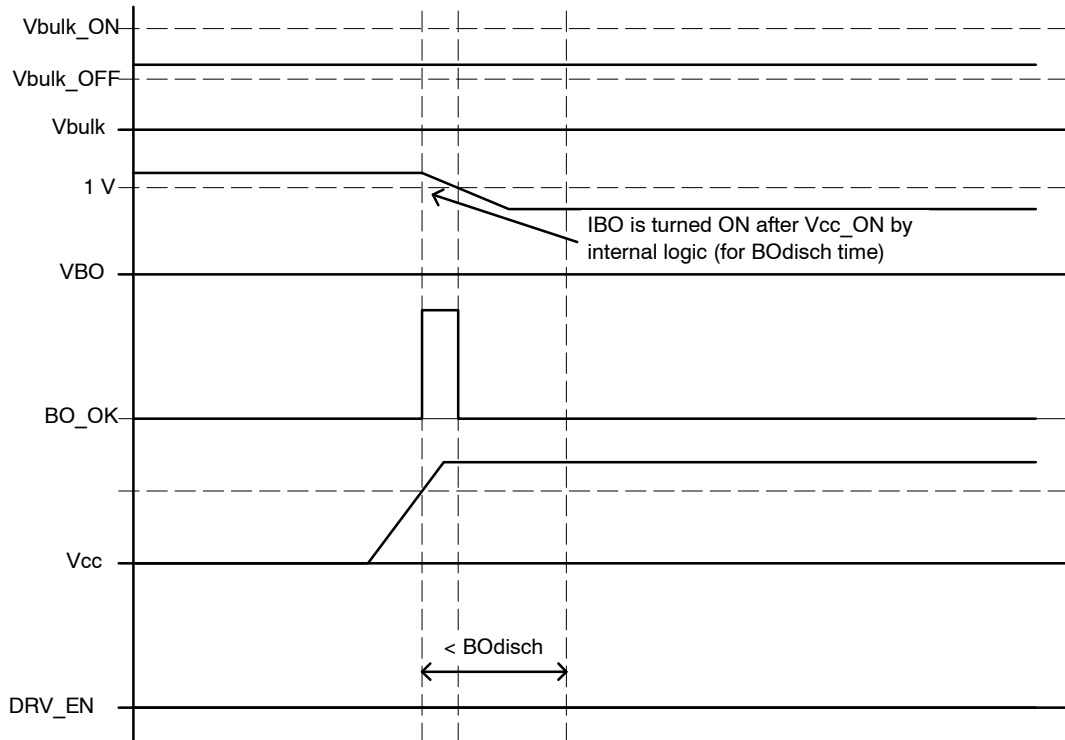 Vbulk_ON
Vbulk_OFF
Vbulk
1 V
IBO is turned ON after Vcc_ON by
internal logic (for BOdisch time)
VBO
BO_OK
Vcc
< BOdisch
DRV_EN